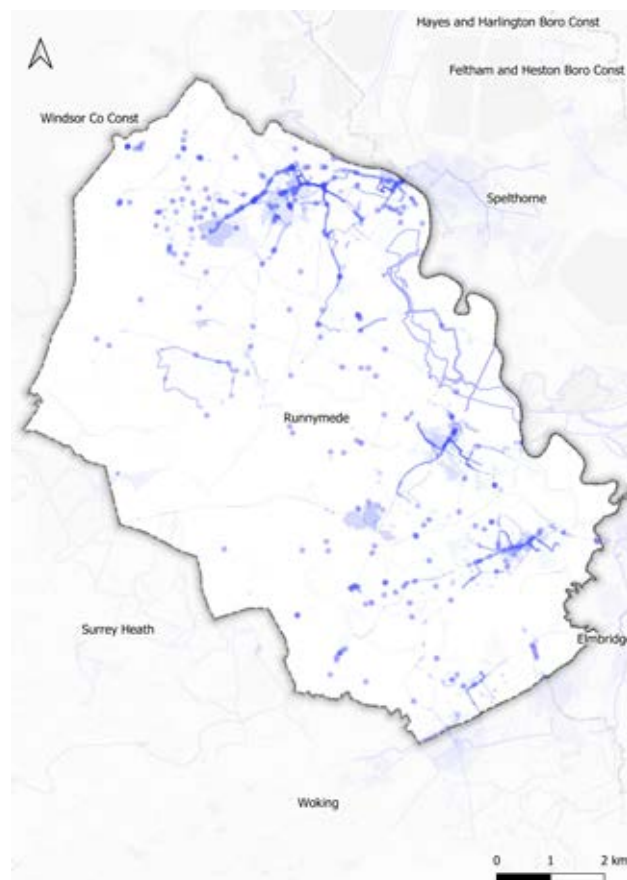 Hayes and Harlington Boro Const
Feltham and Heston Boro Const
Windsor Co Const
Spelthorne
Runnymede
Surrey Heath
Elmbridge
Woking
0 1 2 km